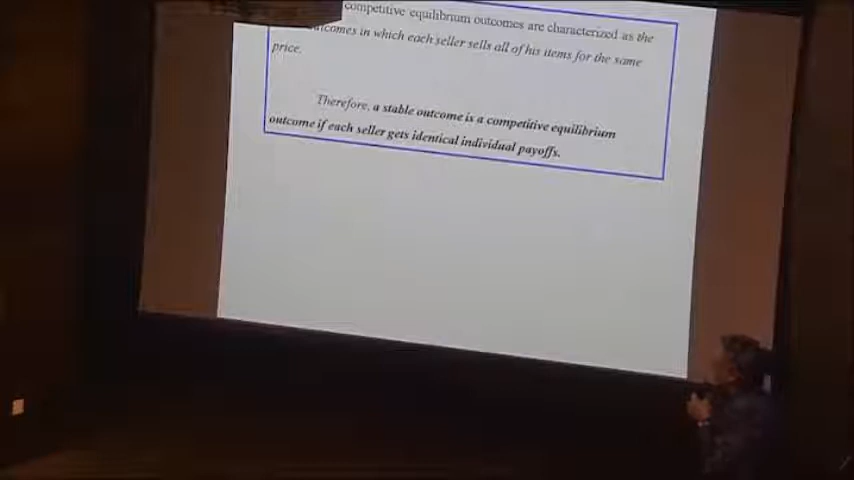 competitive equilibrium outcomes are characterized as the
in which each seller sells all of his items for the same
price.
Therefore, a stable outcome is a competitive equilibrium
outcome if each seller gets identical individual payoffs.